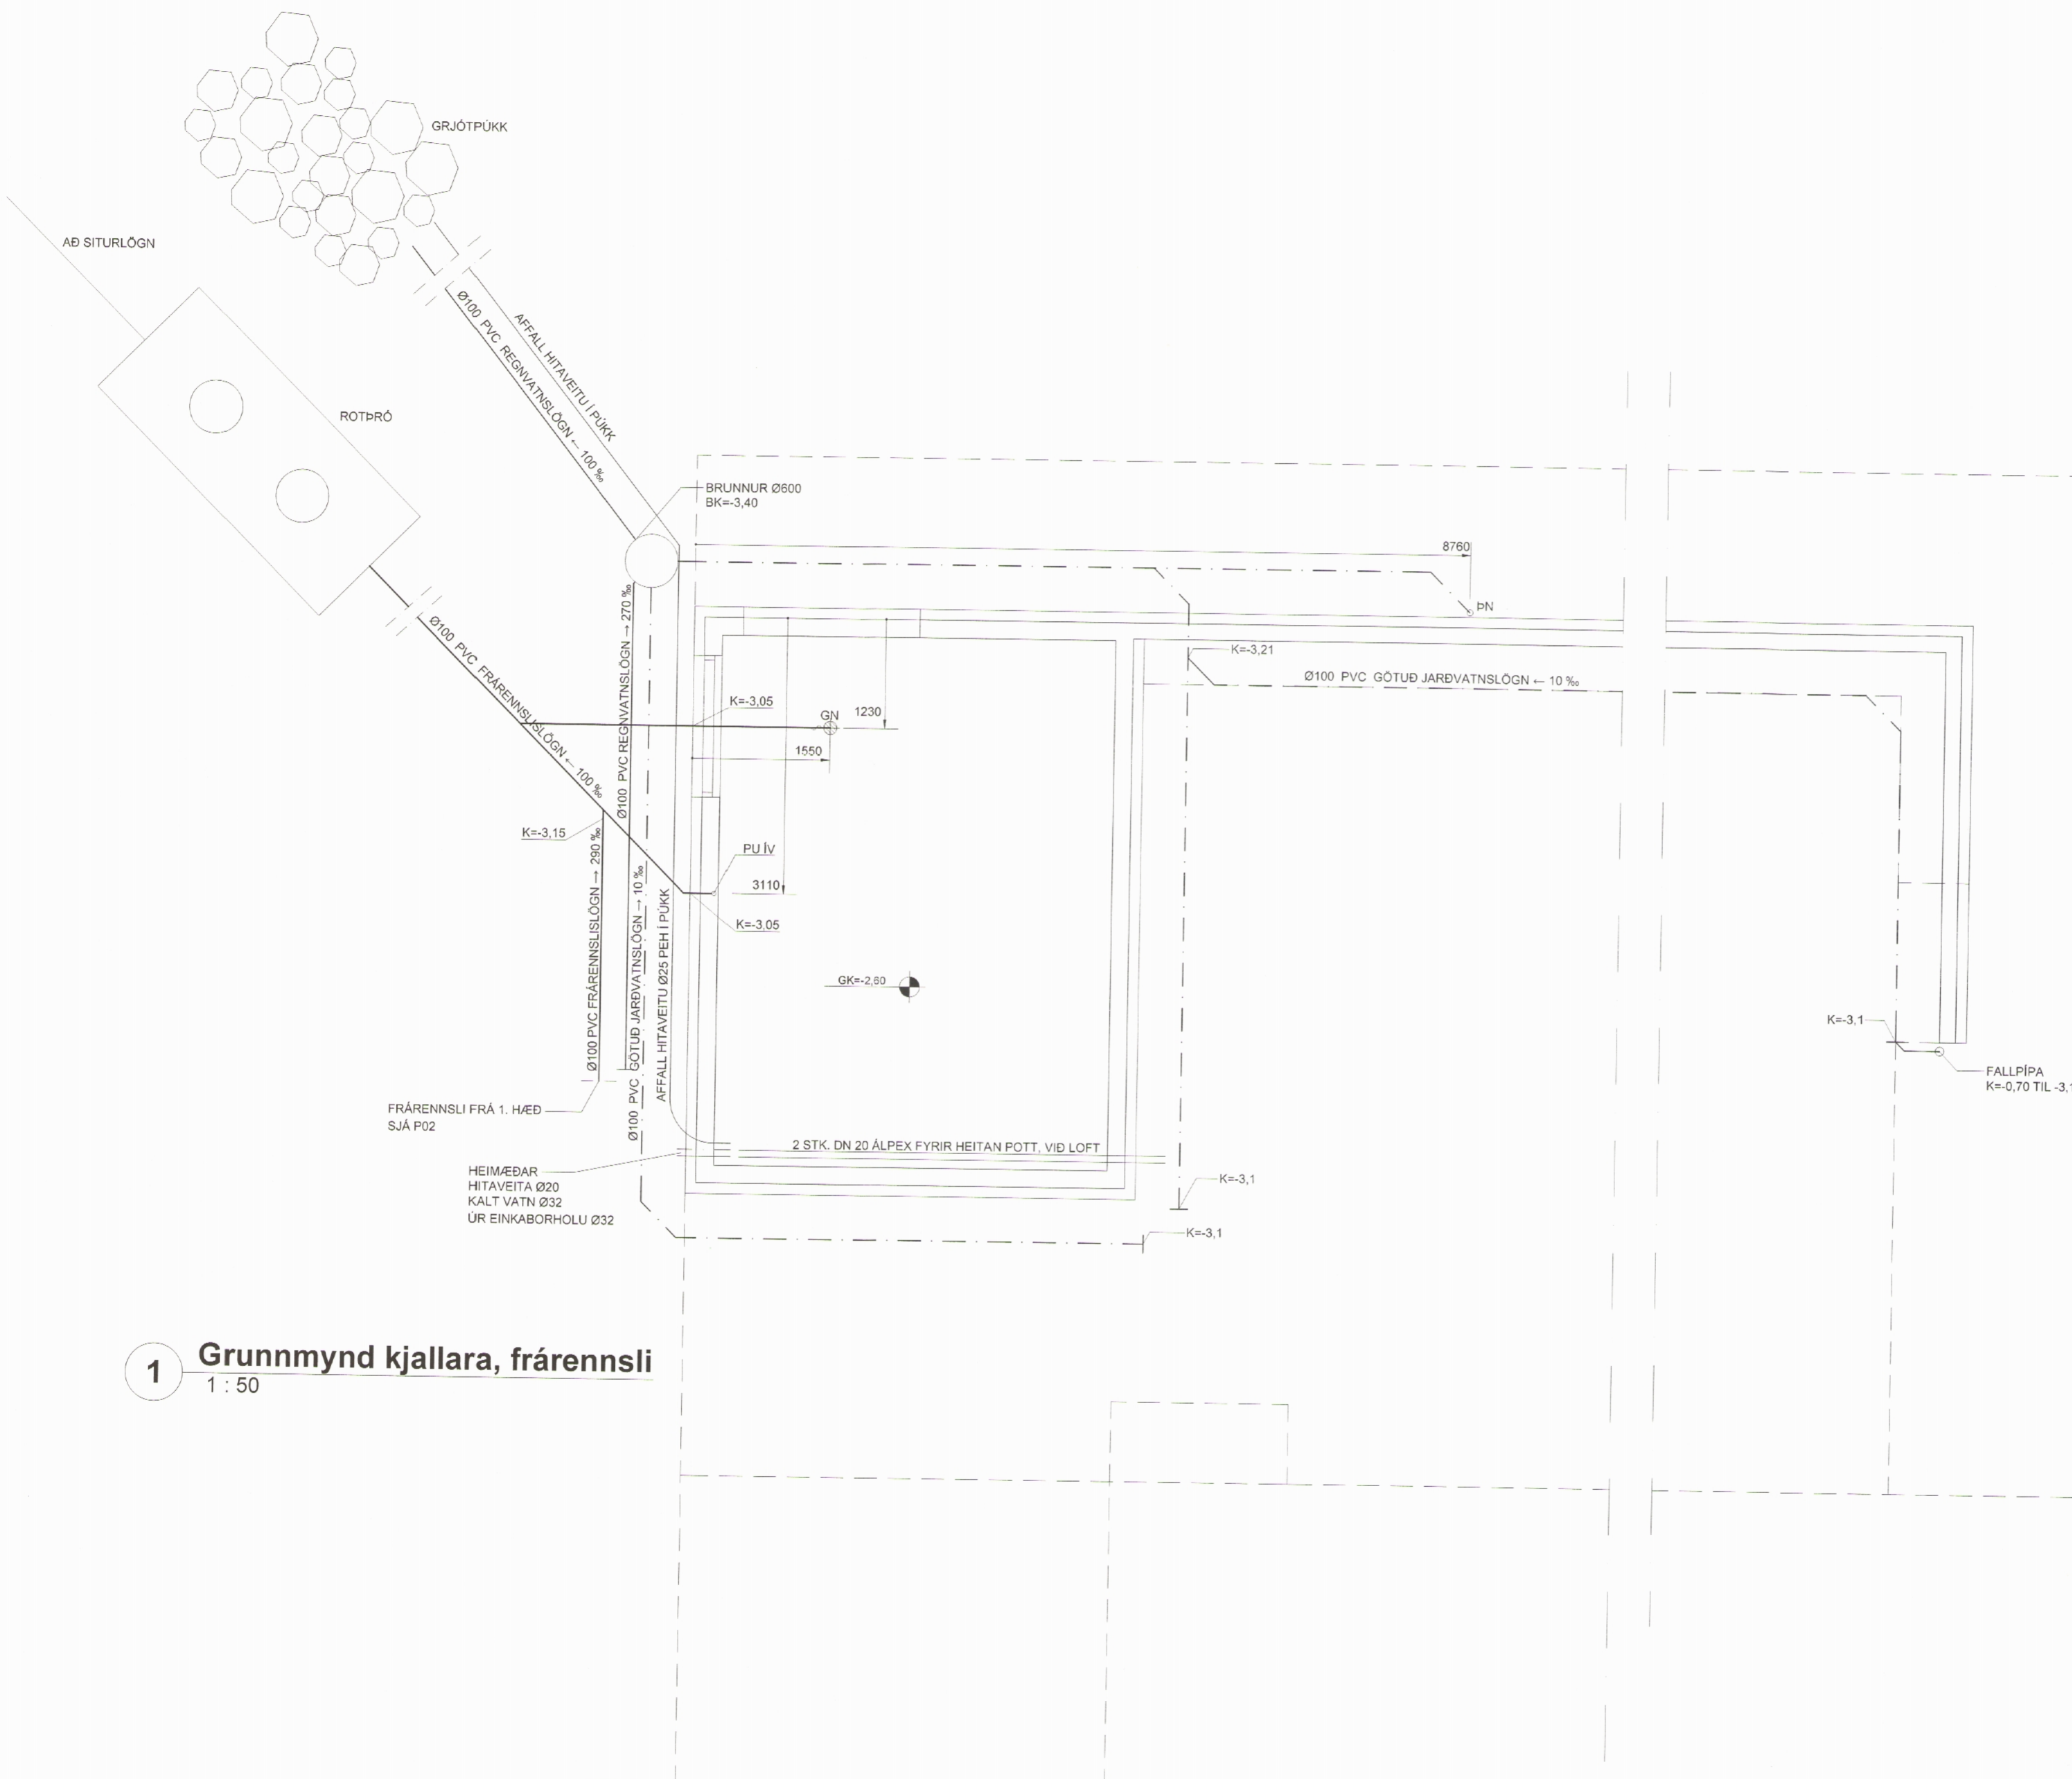 GRJÓTPÚKK
AÐ SITURLÖGN
ROTÞRÓ
Ø100 PVC REGNVATNSLÖGN ← 100 ‰
AFFALL HITAVEITU Í PÚKK
BRUNNUR Ø600
BK=-3,40
8760
ÞN
K=-3,21
Ø100 PVC GÖTUÐ JARÐVATNSLÖGN ← 10 ‰
Ø100 PVC FRÁRENNSLISLÖGN ← 100 ‰
Ø100 PVC REGNVATNSLÖGN → 270 ‰
K=-3,05
GN
1230
1550
K=-3,15
PU ÍV
3110
K=-3,05
Ø100 PVC FRÁRENNSLISLÖGN → 290 ‰
Ø100 PVC GÖTUÐ JARÐVATNSLÖGN → 10 ‰
AFFALL HITAVEITU Ø25 PEH Í PÚKK
GK=-2,60
K=-3,1
FALLPÍPA
K=-0,70 TIL -3,
FRÁRENNSLI FRÁ 1. HÆÐ
SJÁ P02
2 STK. DN 20 ÁLPEX FYRIR HEITAN POTT, VIÐ LOFT
HEIMÆÐAR
HITAVEITA Ø20
KALT VATN Ø32
ÚR EINKABORHOLU Ø32
K=-3,1
K=-3,1
1
Grunnmynd kjallara, frárennsli
1 : 50